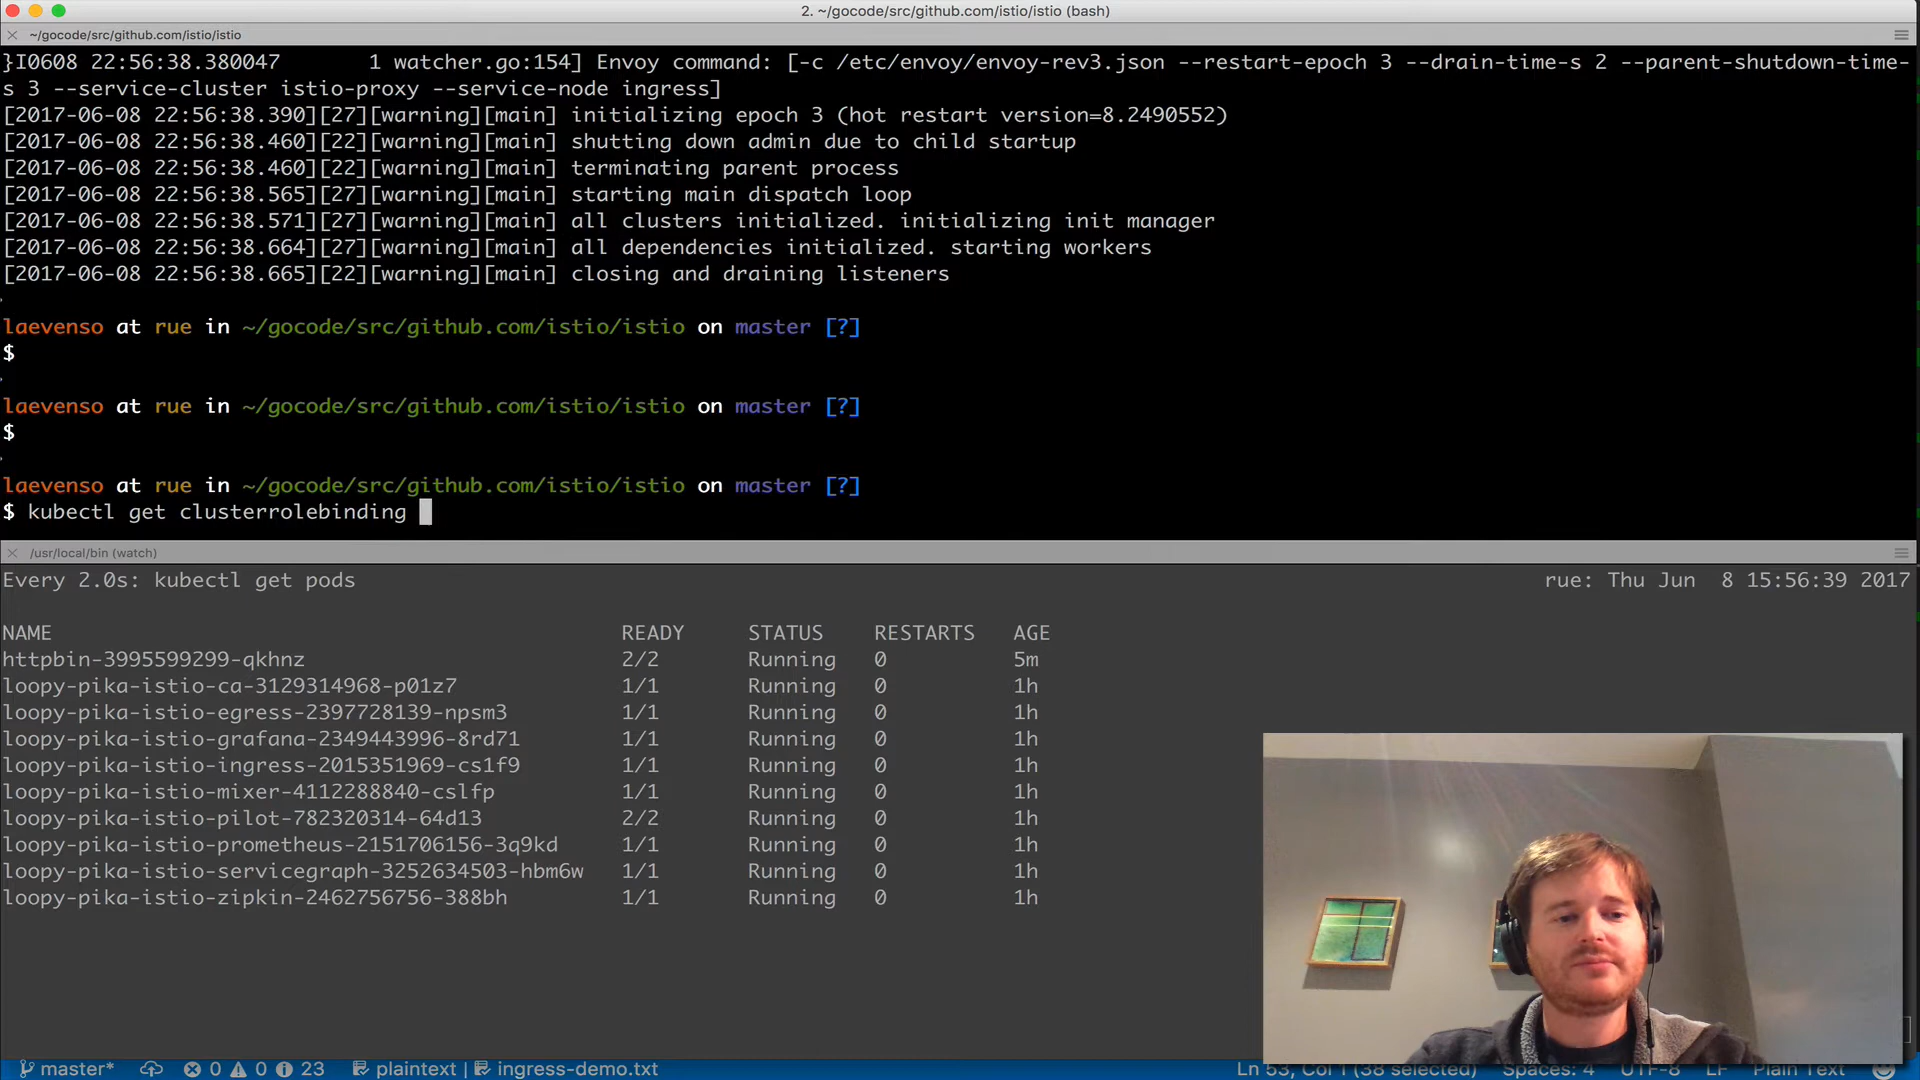 2. ~/gocode/src/github.com/istio/istio (bash)
~/gocode/src/github.com/istio/istio
}I0608 22:56:38.380047       1 watcher.go:154] Envoy command: [-c /etc/envoy/envoy-rev3.json --restart-epoch 3 --drain-time-s 2 --parent-shutdown-time-
s 3 --service-cluster istio-proxy --service-node ingress]
[2017-06-08 22:56:38.390][27][warning][main] initializing epoch 3 (hot restart version=8.2490552)
[2017-06-08 22:56:38.460][22][warning][main] shutting down admin due to child startup
[2017-06-08 22:56:38.460][22][warning][main] terminating parent process
[2017-06-08 22:56:38.565][27][warning][main] starting main dispatch loop
[2017-06-08 22:56:38.571][27][warning][main] all clusters initialized. initializing init manager
[2017-06-08 22:56:38.664][27][warning][main] all dependencies initialized. starting workers
[2017-06-08 22:56:38.665][22][warning][main] closing and draining listeners
laevenso at rue in ~/gocode/src/github.com/istio/istio on master [?]
$
laevenso at rue in ~/gocode/src/github.com/istio/istio on master [?]
$
laevenso at rue in ~/gocode/src/github.com/istio/istio on master [?]
$ kubectl get clusterrolebinding
/usr/local/bin (watch)
Every 2.0s: kubectl get pods rue: Thu Jun  8 15:56:39 2017
NAME READY STATUS RESTARTS AGE
httpbin-3995599299-qkhnz 2/2 Running 0 5m
loopy-pika-istio-ca-3129314968-p01z7 1/1 Running 0 1h
loopy-pika-istio-egress-2397728139-npsm3 1/1 Running 0 1h
loopy-pika-istio-grafana-2349443996-8rd71 1/1 Running 0 1h
loopy-pika-istio-ingress-2015351969-cs1f9 1/1 Running 0 1h
loopy-pika-istio-mixer-4112288840-cslfp 1/1 Running 0 1h
loopy-pika-istio-pilot-782320314-64d13 2/2 Running 0 1h
loopy-pika-istio-prometheus-2151706156-3q9kd 1/1 Running 0 1h
loopy-pika-istio-servicegraph-3252634503-hbm6w 1/1 Running 0 1h
loopy-pika-istio-zipkin-2462756756-388bh 1/1 Running 0 1h
master* 0 0 23 plaintext | ingress-demo.txt Ln 53, Col 1 (38 selected) Spaces: 4 UTF-8 LF Plain Text